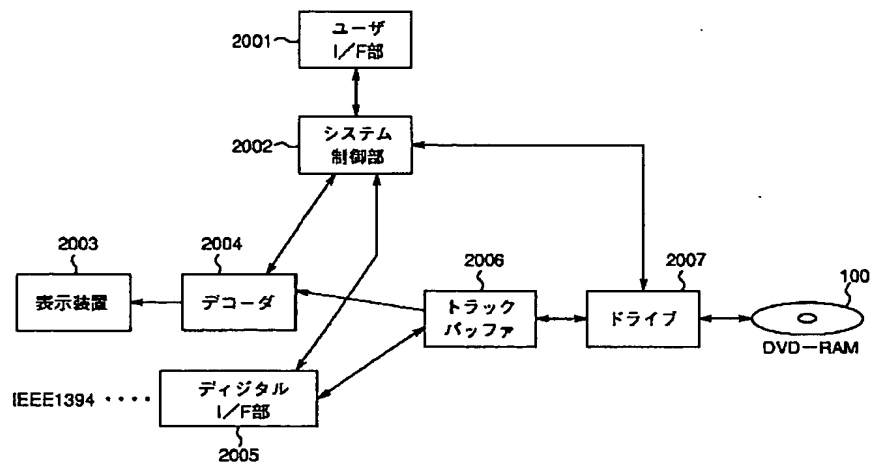 2001
ユーザ
I/F部
2002
システム
制御部
2003
表示装置
2004
デコーダ
2006
トラック
バッファ
2007
ドライブ
100
DVD-RAM
IEEE1394 ・・・・
ディジタル
I/F部
2005